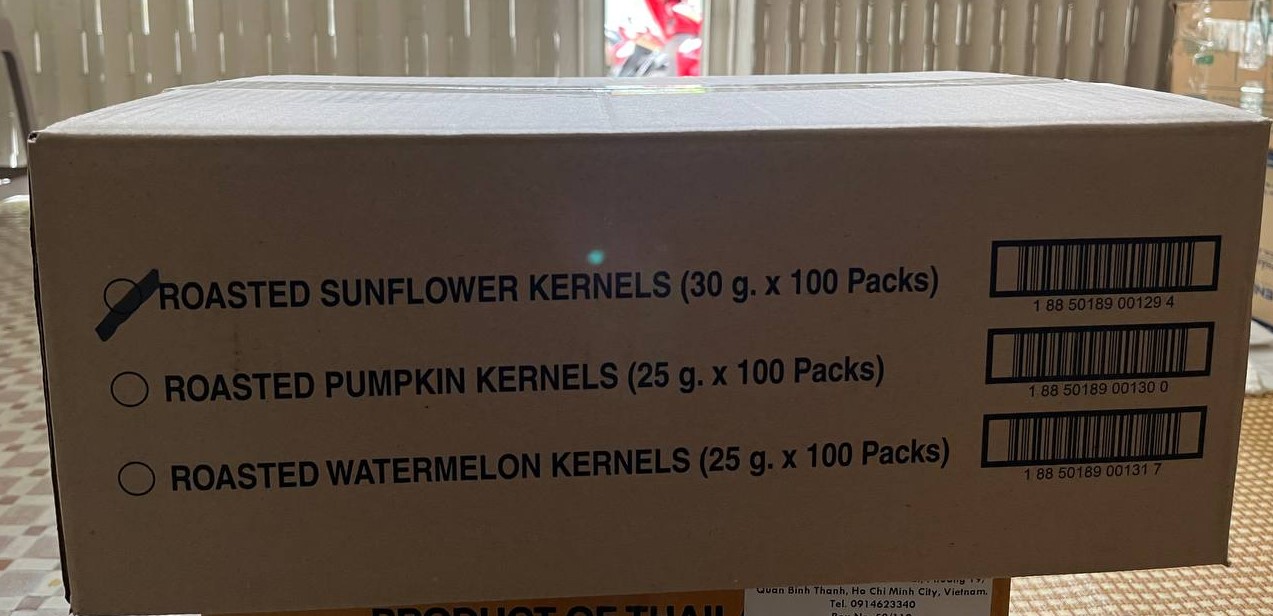 ROASTED SUNFLOWER KERNELS (30 g. x 100 Packs)
1 88 50189 00129 4
ROASTED PUMPKIN KERNELS (25 g. x 100 Packs)
1 88 50189 00130 0
ROASTED WATERMELON KERNELS (25 g. x 100 Packs)
1 88 50189 00131 7
Quan Binh Thanh, Ho Chi Minh City, Vietnam.
Tel. 0914623340
PRODUCT OF